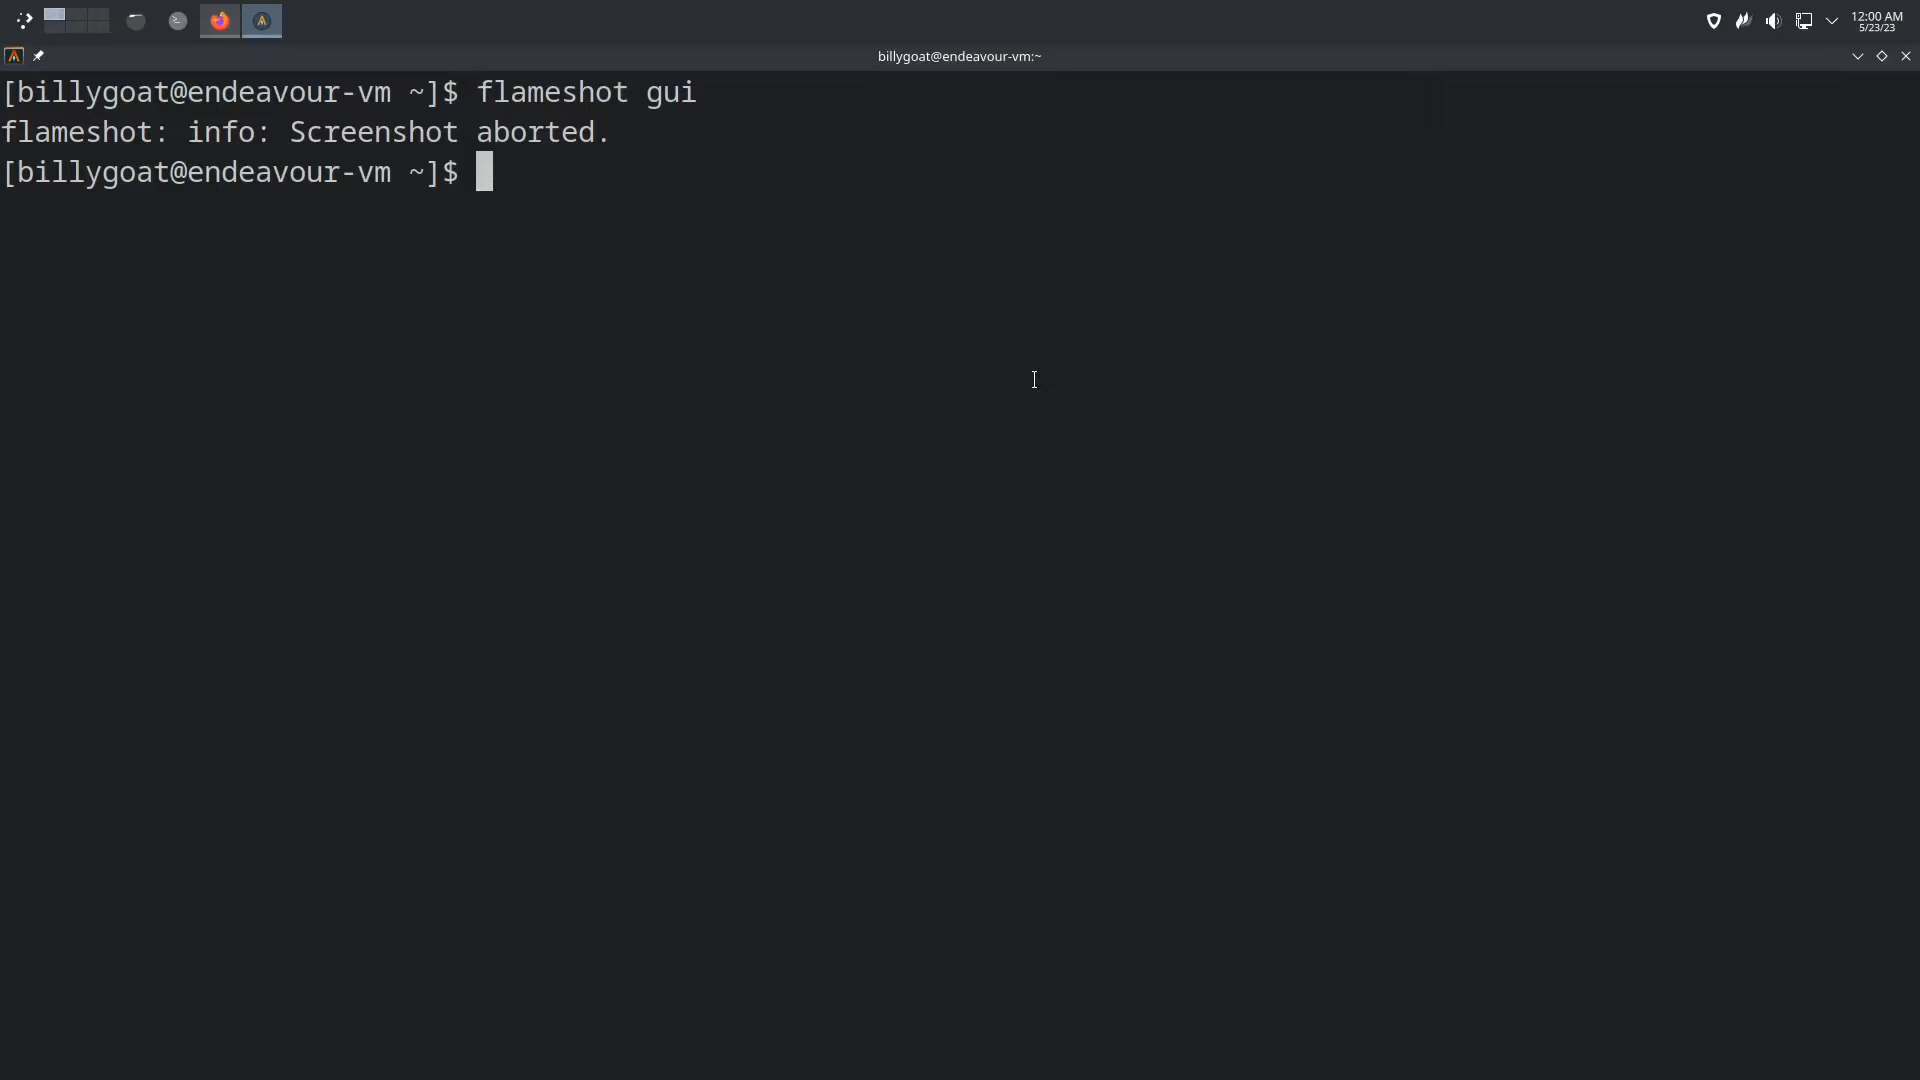 12:00 AM
5/23/23
billygoat@endeavour-vm:~
[billygoat@endeavour-vm ~]$ flameshot gui
flameshot: info: Screenshot aborted.
[billygoat@endeavour-vm ~]$